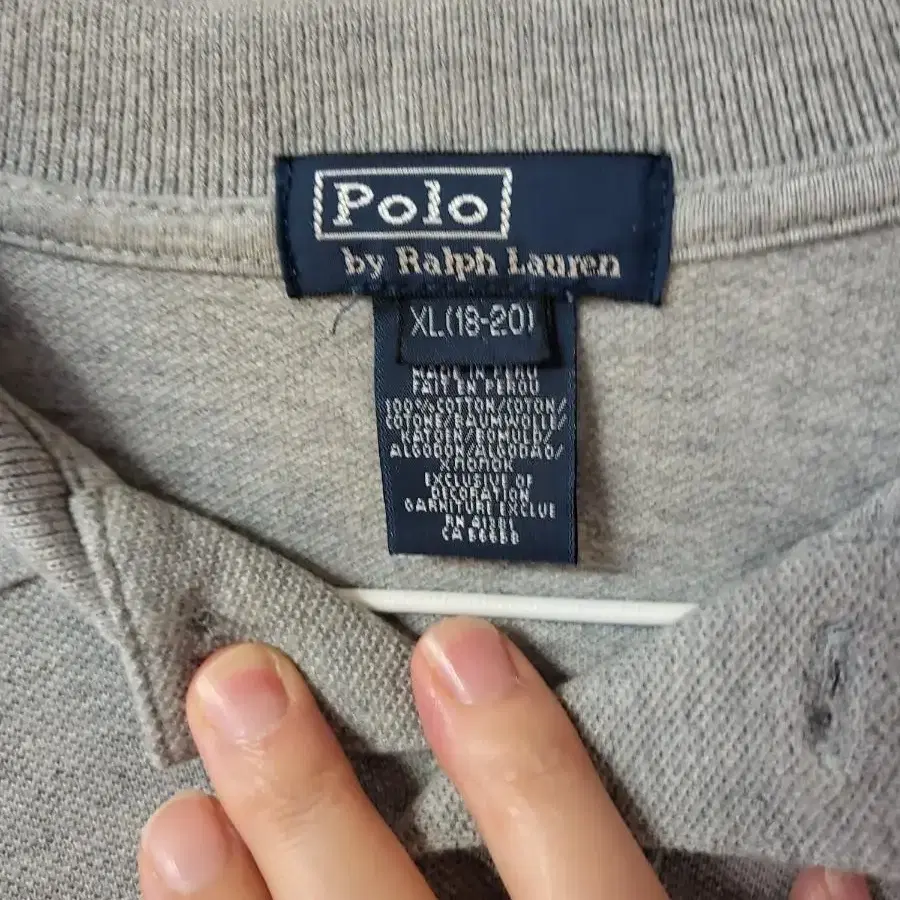 Polo
by Ralph Lauren
XL(18-20)
MADE IN PERU
FAIT EN PEROU
100% COTTON/COTON/
COTONE/BAUMWOLLE/
KATOEN/BOMULD/
ALGODON/ALGODAO/
ХЛОПОК
EXCLUSIVE OF
DECORATION
GARNITURE EXCLUE
RN 41381
CA